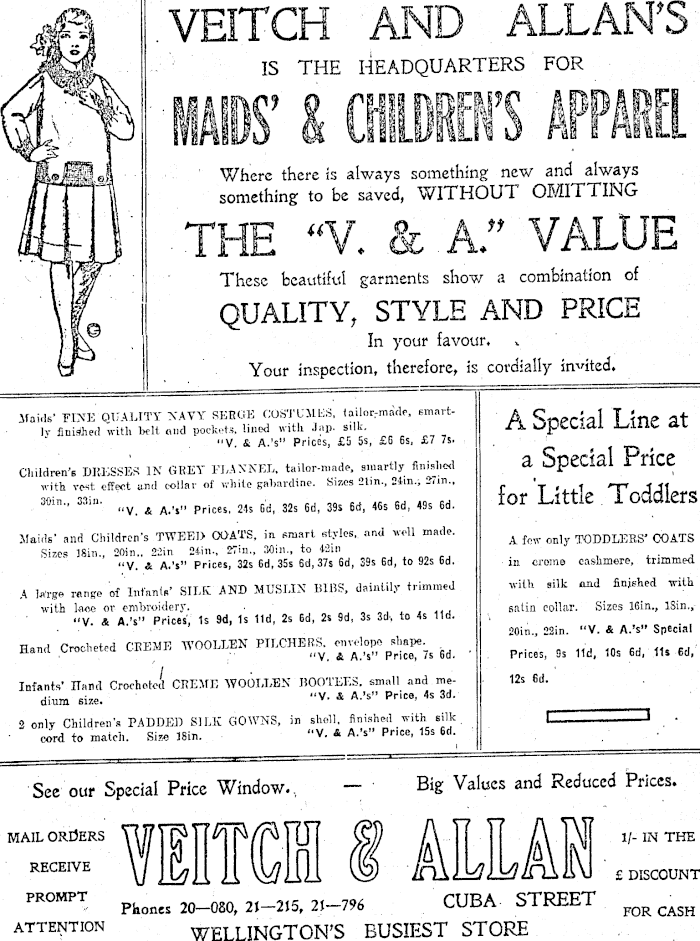 VEITCH AND ALLAN'S
IS THE HEADQUARTERS FOR
MAIDS' & CHILDREN'S APPAREL
Where there is always something new and always
something to be saved, WITHOUT OMITTING
THE "V. & A." VALUE
These beautiful garments show a combination of
QUALITY, STYLE AND PRICE
In your favour.
Your inspection, therefore, is cordially invited.
Maids' FINE QUALITY NAVY SERGE COSTUMES, tailor-made, smart-
ly finished with belt and pockets, lined with Jap. silk.
"V. & A.'s" Prices, £5 5s, £6 6s, £7 7s.
Children's DRESSES IN GREY FLANNEL, tailor-made, smartly finished
with vest effect and collar of white gabardine. Sizes 21in., 24in., 27in.,
30in., 33in.
"V. & A.'s" Prices, 24s 6d, 32s 6d, 39s 6d, 46s 6d, 49s 6d.
Maids' and Children's TWEED COATS, in smart styles, and well made.
Sizes 18in., 20in., 22in 24in., 27in., 30in., to 42in
"V. & A.'s" Prices, 32s 6d, 35s 6d, 37s 6d, 39s 6d, to 92s 6d.
A large range of Infants' SILK AND MUSLIN BIBS, daintily trimmed
with lace or embroidery.
"V. & A.'s" Prices, 1s 9d, 1s 11d, 2s 6d, 2s 9d, 3s 3d, to 4s 11d.
Hand Crocheted CREME WOOLLEN PILCHERS, envelope shape.
"V. & A.'s" Price, 7s 6d.
Infants' Hand Crocheted CREME WOOLLEN BOOTEES, small and me-
dium size. "V. & A.'s" Price, 4s 3d.
2 only Children's PADDED SILK GOWNS, in shell, finished with silk
cord to match. Size 18in. "V. & A.'s" Price, 15s 6d.
A Special Line at
a Special Price
for Little Toddlers
A few only TODDLERS' COATS
in creme cashmere, trimmed
with silk and finished with
satin collar. Sizes 16in., 18in.,
20in., 22in. "V. & A.'s" Special
Prices, 9s 11d, 10s 6d, 11s 6d,
12s 6d.
See our Special Price Window. — Big Values and Reduced Prices.
MAIL ORDERS
RECEIVE
PROMPT
ATTENTION
VEITCH & ALLAN
Phones 20—080, 21—215, 21—796
CUBA STREET
WELLINGTON'S BUSIEST STORE
1/- IN THE
£ DISCOUNT
FOR CASH